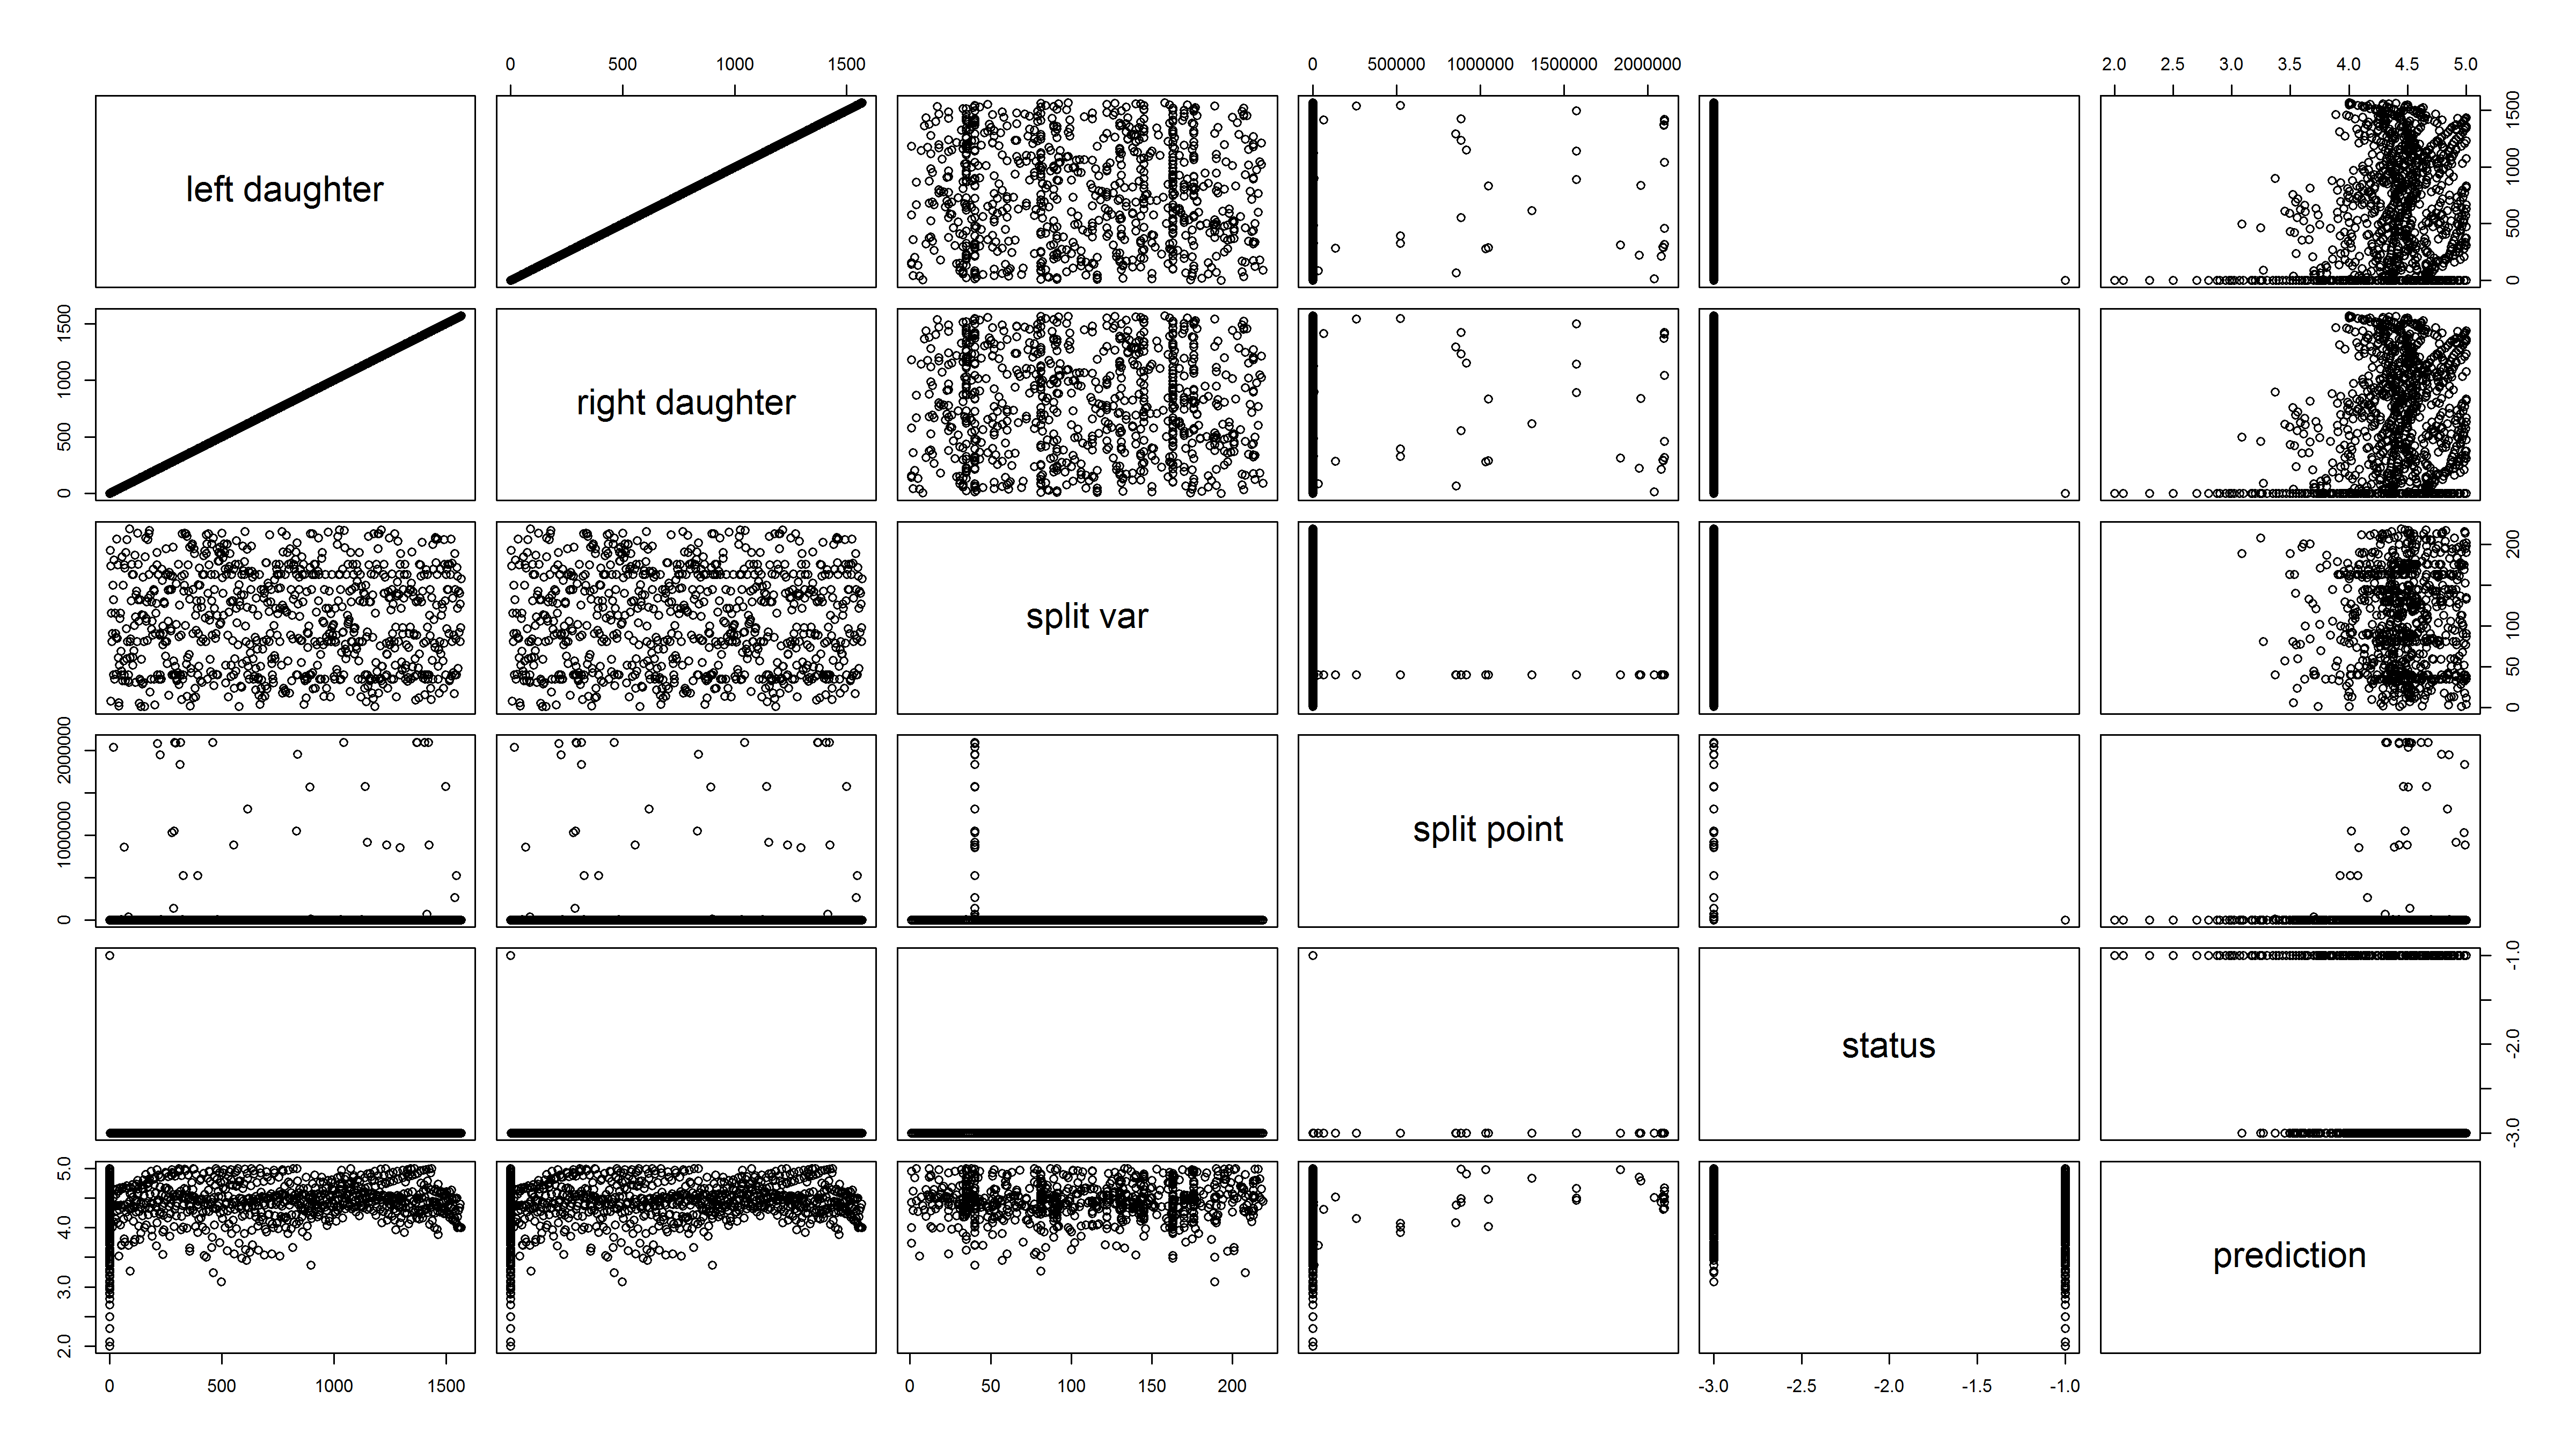 0 500 1000 1500 0 500000 1000000 1500000 2000000 2.0 2.5 3.0 3.5 4.0 4.5 5.0
left daughter
0 500 1000 1500
0 500 1000 1500
right daughter
split var
0 50 100 200
0 1000000 2000000
split point
status
-3.0 -2.0 -1.0
2.0 3.0 4.0 5.0
prediction
0 500 1000 1500 0 50 100 150 200 -3.0 -2.5 -2.0 -1.5 -1.0